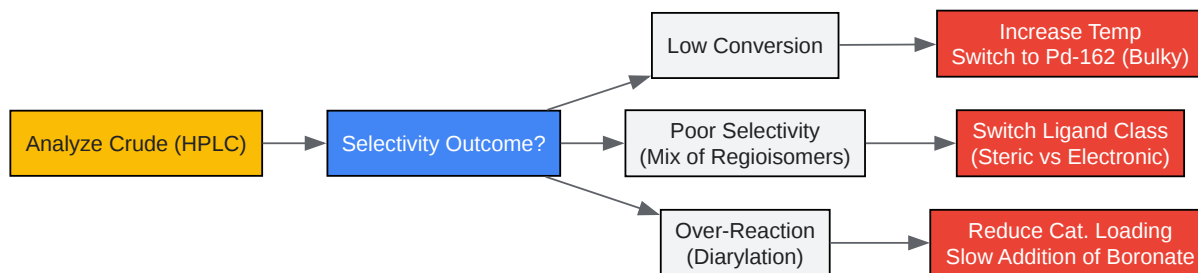 Analyze Crude (HPLC)
Selectivity Outcome?
Low Conversion
Increase Temp
Switch to Pd-162 (Bulky)
Poor Selectivity
(Mix of Regioisomers)
Switch Ligand Class
(Steric vs Electronic)
Over-Reaction
(Diarylation)
Reduce Cat. Loading
Slow Addition of Boronate